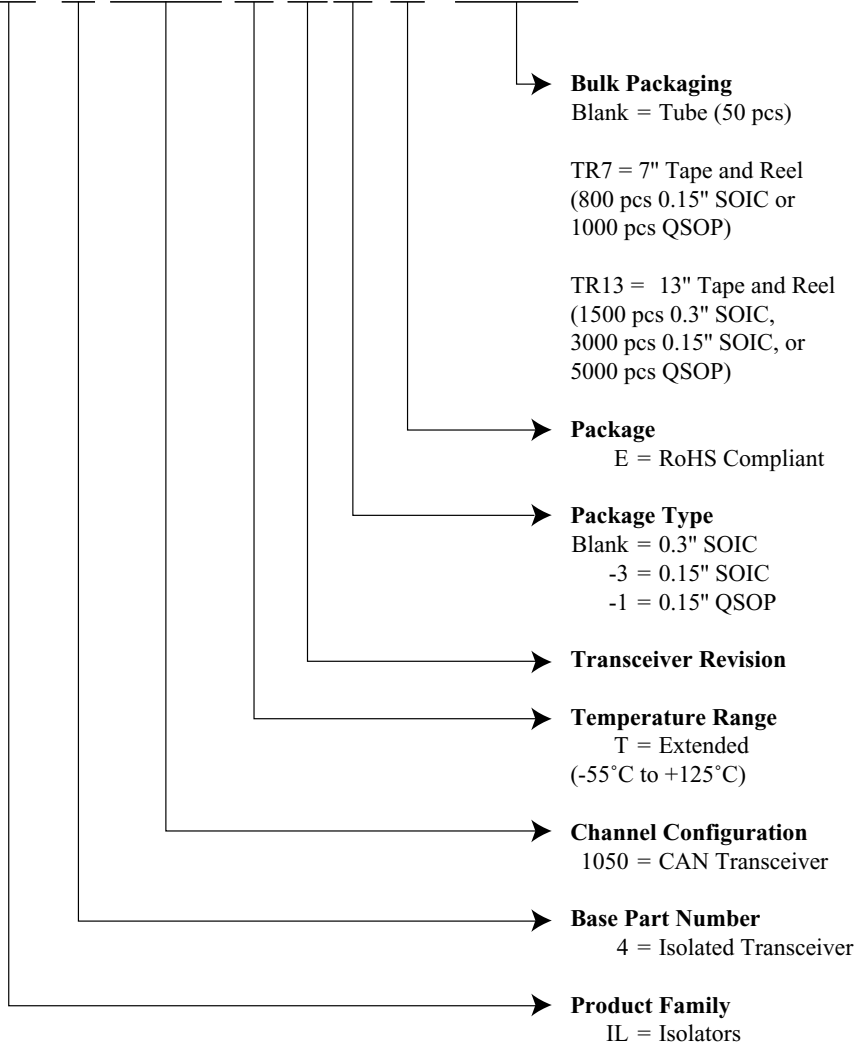 Bulk Packaging
Blank = Tube (50 pcs)
TR7 = 7" Tape and Reel
(800 pcs 0.15" SOIC or
1000 pcs QSOP)
TR13 = 13" Tape and Reel
(1500 pcs 0.3" SOIC,
3000 pcs 0.15" SOIC, or
5000 pcs QSOP)
Package
E = RoHS Compliant
Package Type
Blank = 0.3" SOIC
-3 = 0.15" SOIC
-1 = 0.15" QSOP
Transceiver Revision
Temperature Range
T = Extended
(-55˚C to +125˚C)
Channel Configuration
1050 = CAN Transceiver
Base Part Number
4 = Isolated Transceiver
Product Family
IL = Isolators